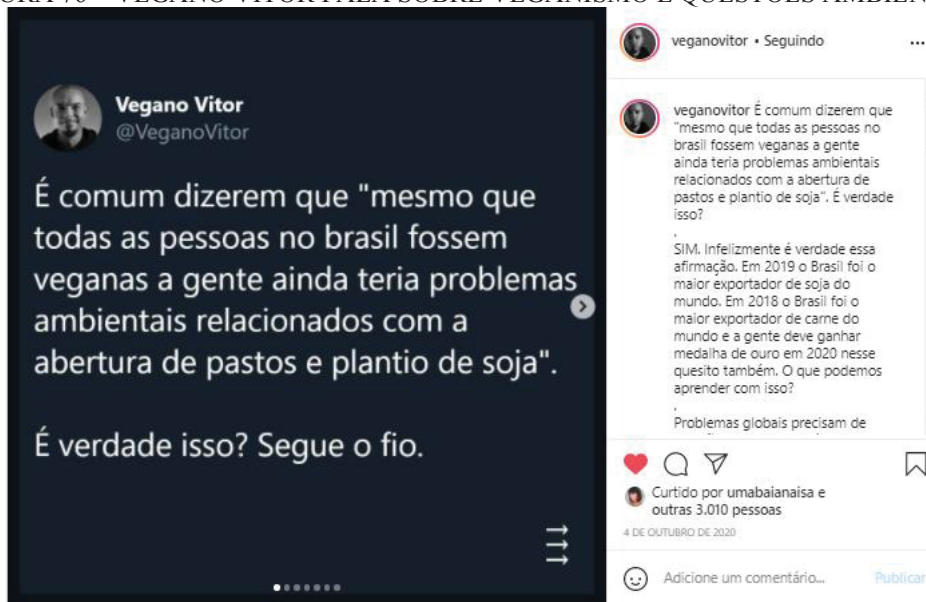 VEGANO VITOR FALA SOBRE VEGANISMO E QUESTÕES
veganovitor • Seguindo
...
Vegano Vitor
@VeganoVitor
É comum dizerem que "mesmo que
todas as pessoas no brasil fossem
veganas a gente ainda teria problemas
ambientais relacionados com a
abertura de pastos e plantio de soja".
É verdade isso? Segue o fio.
veganovitor É comum dizerem que
"mesmo que todas as pessoas no
brasil fossem veganas a gente
ainda teria problemas ambientais
relacionados com a abertura de
pastos e plantio de soja". É verdade
isso?
.
SIM. Infelizmente é verdade essa
afirmação. Em 2019 o Brasil foi o
maior exportador de soja do
mundo. Em 2018 o Brasil foi o
maior exportador de carne do
mundo e a gente deve ganhar
medalha de ouro em 2020 nesse
quesito também. O que podemos
aprender com isso?
.
Problemas globais precisam de
Curtido por umabaianaisa e
outras 3.010 pessoas
4 DE OUTUBRO DE 2020
Adicione um comentário...
Publicar